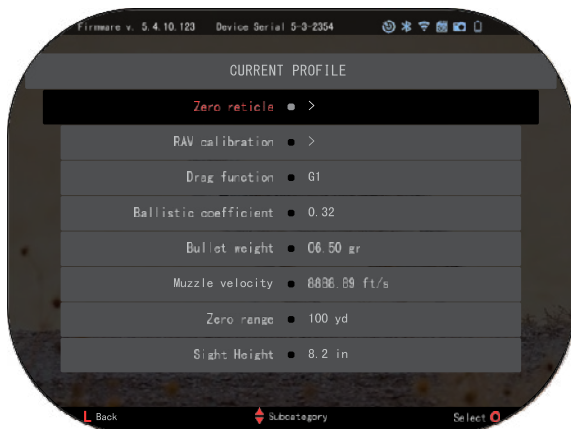 Firmware v. 5.4.10.123 Device Serial 5-3-2354
CURRENT PROFILE
Zero reticle >
RAV calibration >
Drag function G1
Ballistic coefficient 0.32
Bullet weight 06.50 gr
Muzzle velocity ft/s
Zero range 100 yd
Sight Height 8.2 in
L Back Subcategory Select O